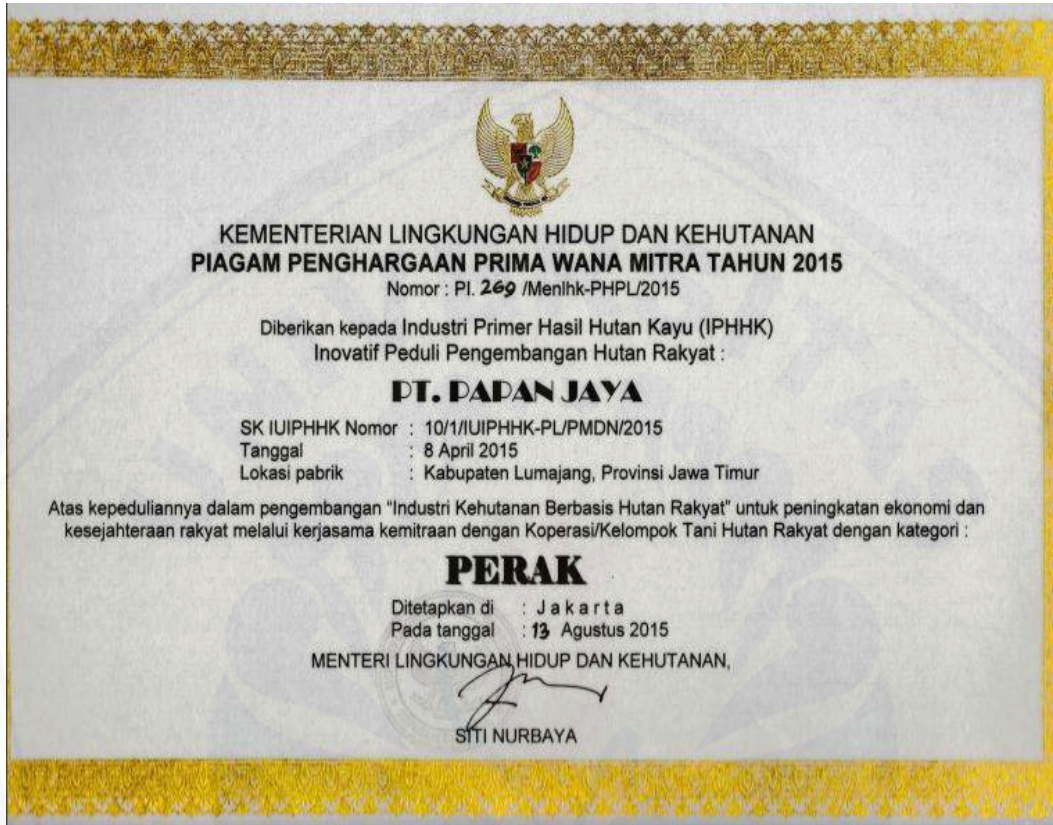 KEMENTERIAN LINGKUNGAN HIDUP DAN KEHUTANAN
PIAGAM PENGHARGAAN PRIMA WANA MITRA TAHUN 2015
Nomor : PI. 269 /Menlhk-PHPL/2015
Diberikan kepada Industri Primer Hasil Hutan Kayu (IPHHK)
Inovatif Peduli Pengembangan Hutan Rakyat :
PT. PAPAN JAYA
SK IUIPHHK Nomor : 10/1/IUIPHHK-PL/PMDN/2015
Tanggal : 8 April 2015
Lokasi pabrik : Kabupaten Lumajang, Provinsi Jawa Timur
Atas kepeduliannya dalam pengembangan “Industri Kehutanan Berbasis Hutan Rakyat” untuk peningkatan ekonomi dan
kesejahteraan rakyat melalui kerjasama kemitraan dengan Koperasi/Kelompok Tani Hutan Rakyat dengan kategori :
PERAK
Ditetapkan di : J a k a r t a
Pada tanggal : 13 Agustus 2015
MENTERI LINGKUNGAN HIDUP DAN KEHUTANAN,
SITI NURBAYA